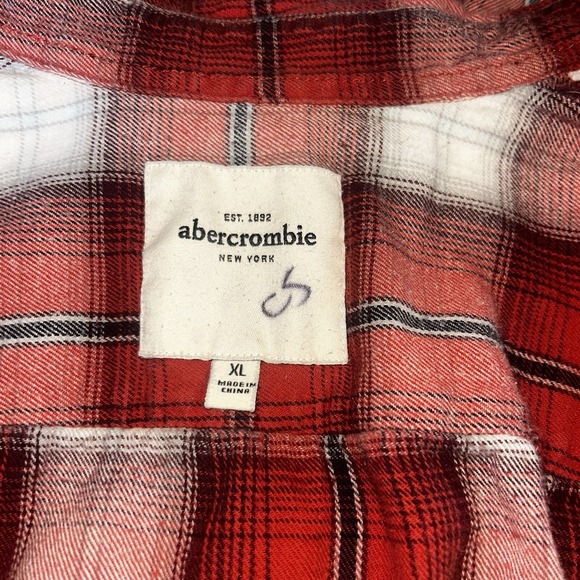 EST. 1892
abercrombie
NEW YORK
XL
MADE IN
CHINA